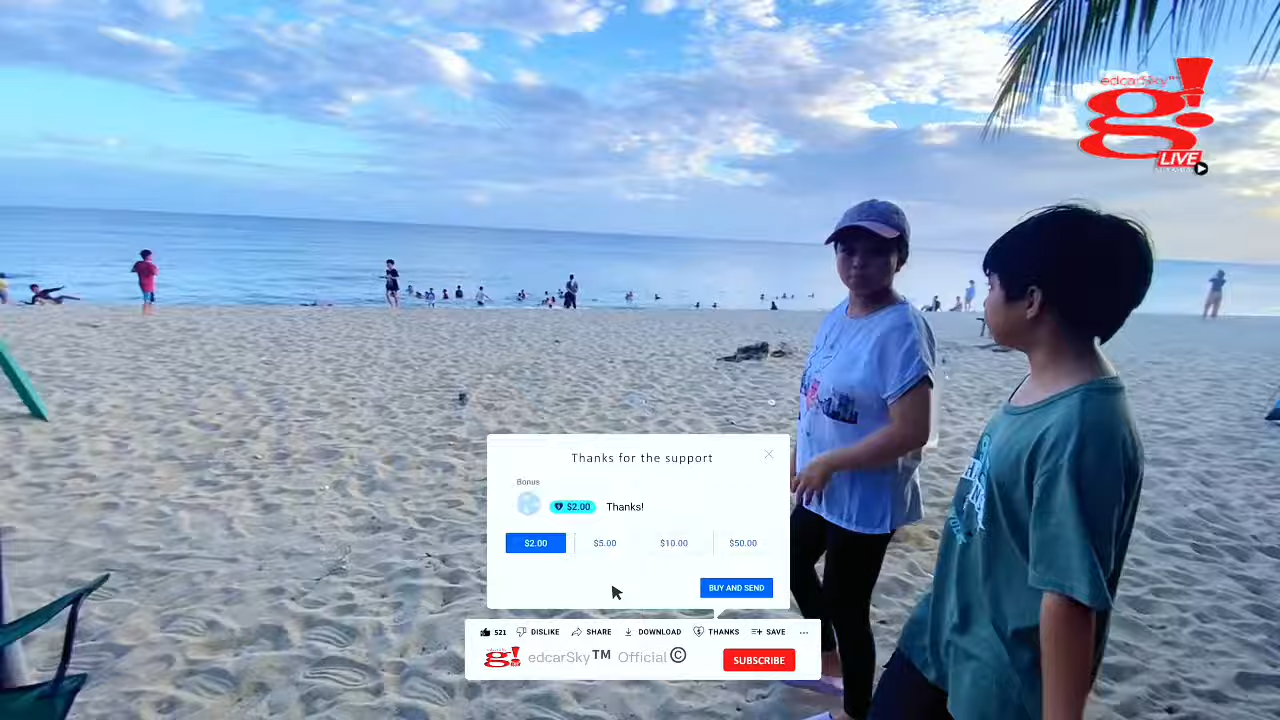 edcarSky™
g!
LIVE
Thanks for the support
Bonus
$2.00 Thanks!
$2.00 $5.00 $10.00 $50.00
BUY AND SEND
521 DISLIKE SHARE DOWNLOAD THANKS SAVE
g! edcarSky™ Official ©
SUBSCRIBE